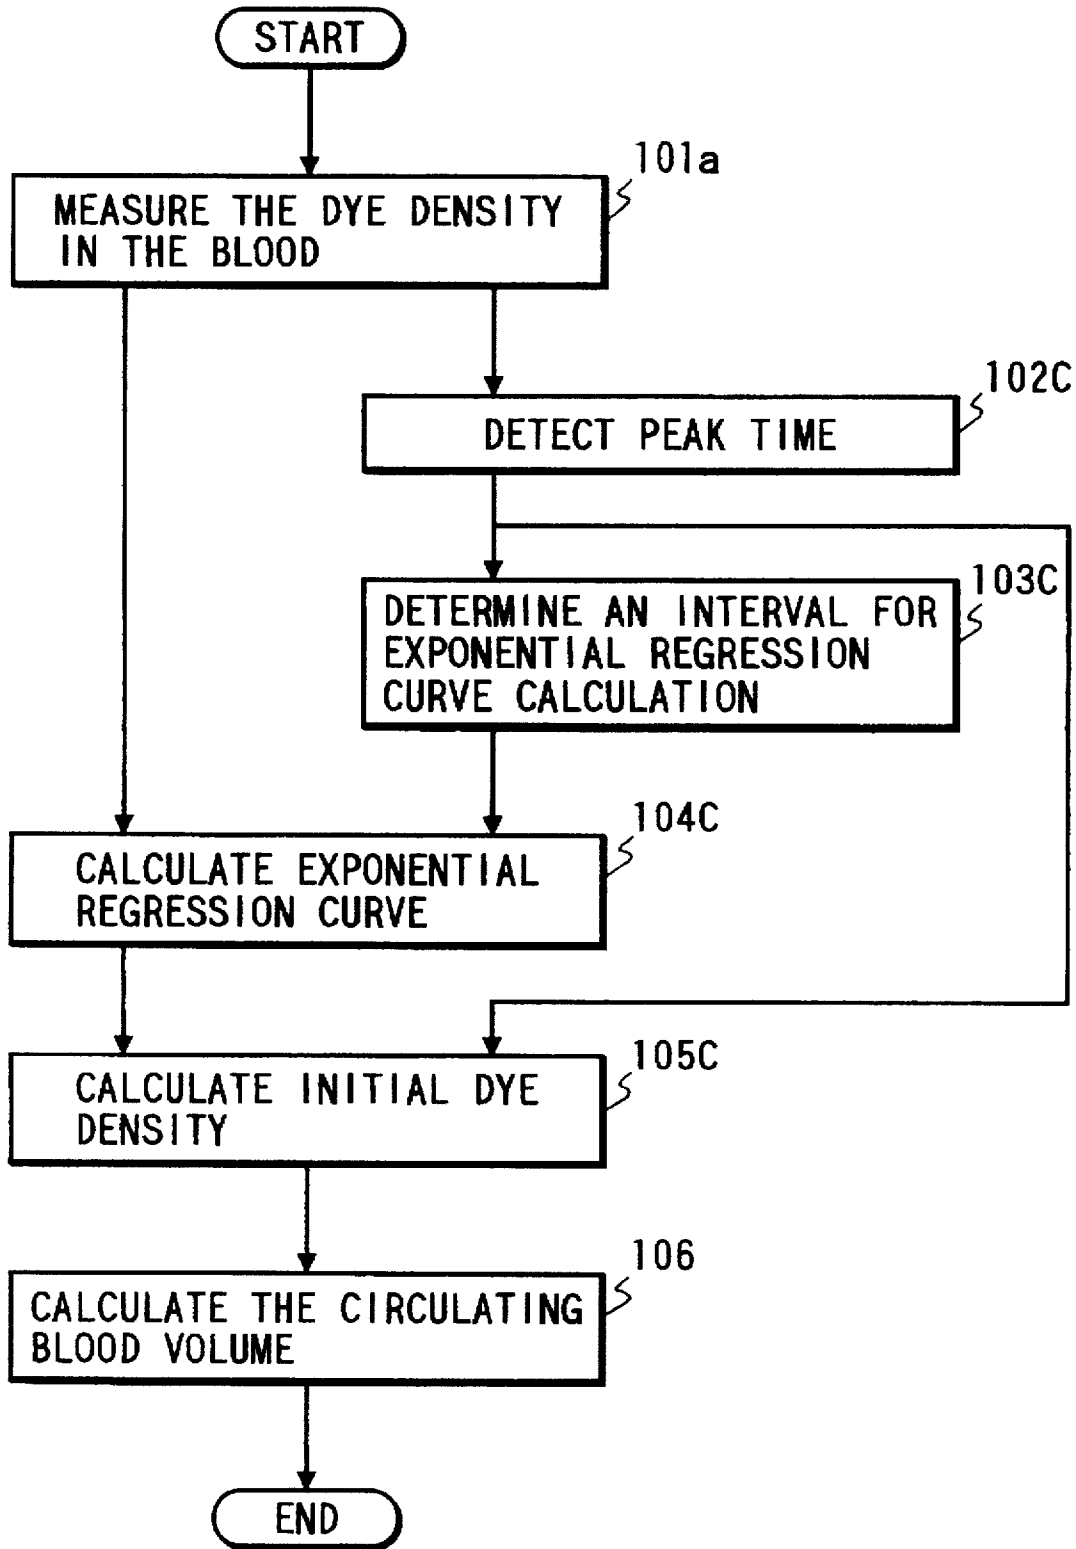 START
101a
MEASURE THE DYE DENSITY
IN THE BLOOD
102C
DETECT PEAK TIME
103C
DETERMINE AN INTERVAL FOR
EXPONENTIAL REGRESSION
CURVE CALCULATION
104C
CALCULATE EXPONENTIAL
REGRESSION CURVE
105C
CALCULATE INITIAL DYE
DENSITY
106
CALCULATE THE CIRCULATING
BLOOD VOLUME
END